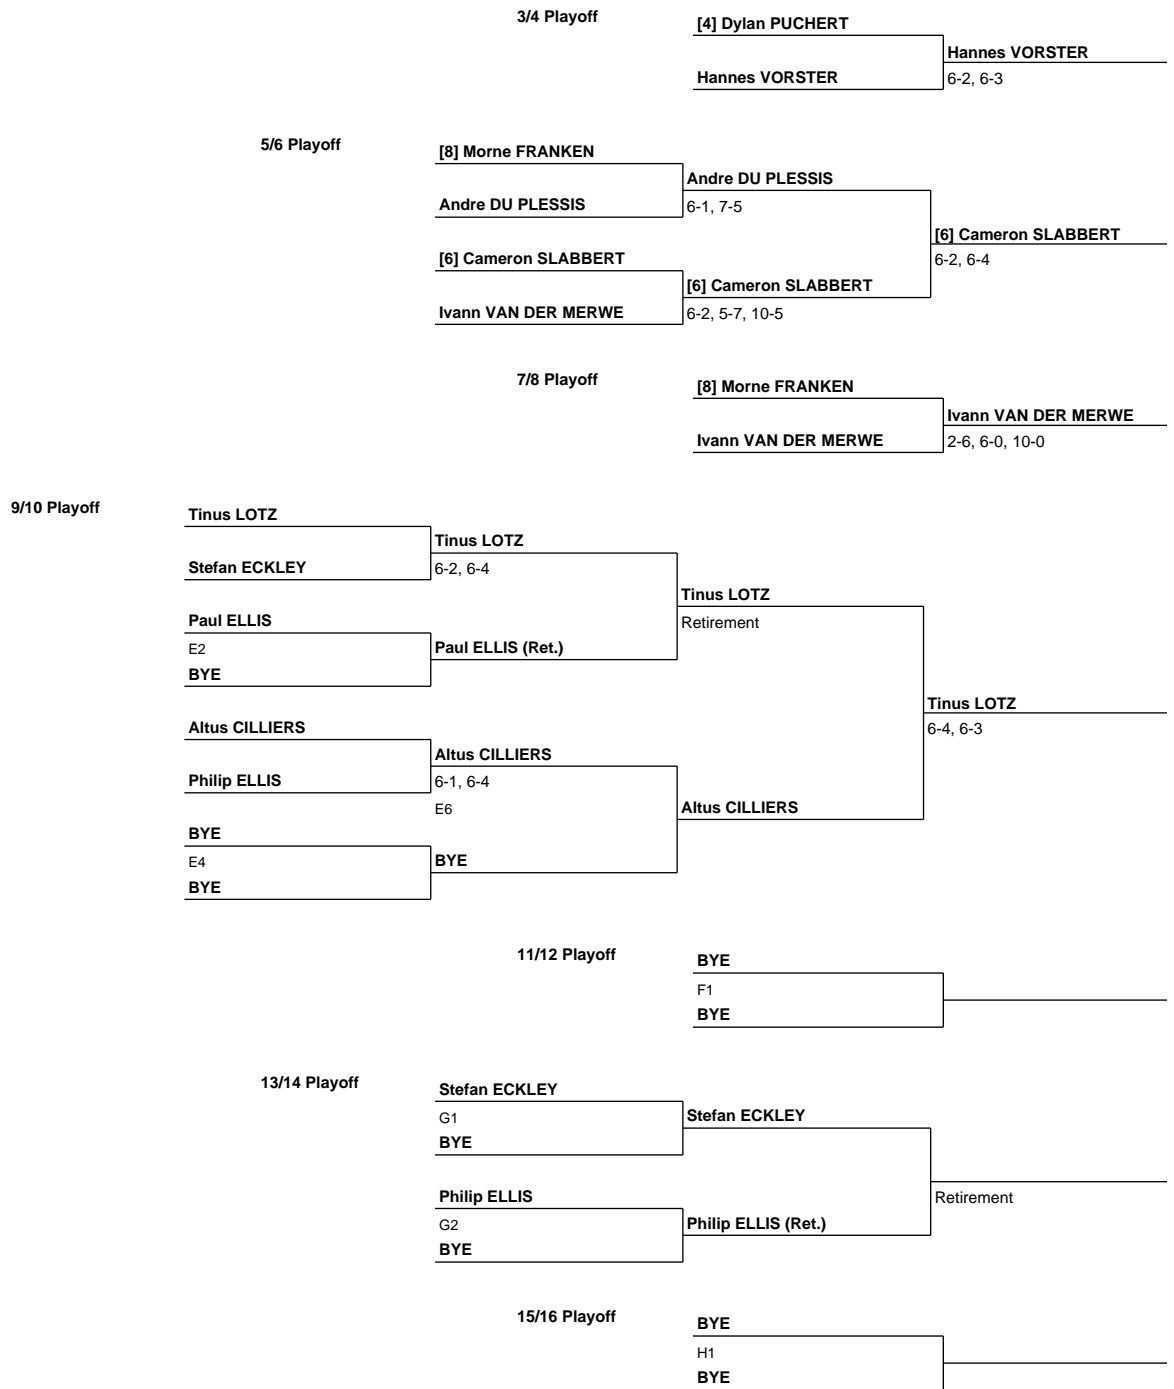 3/4 Playoff
[4] Dylan PUCHERT
Hannes VORSTER
Hannes VORSTER
6-2, 6-3
5/6 Playoff
[8] Morne FRANKEN
Andre DU PLESSIS
Andre DU PLESSIS
6-1, 7-5
[6] Cameron SLABBERT
6-2, 6-4
[6] Cameron SLABBERT
[6] Cameron SLABBERT
Ivann VAN DER MERWE
6-2, 5-7, 10-5
7/8 Playoff
[8] Morne FRANKEN
Ivann VAN DER MERWE
Ivann VAN DER MERWE
2-6, 6-0, 10-0
9/10 Playoff
Tinus LOTZ
Tinus LOTZ
Stefan ECKLEY
6-2, 6-4
Tinus LOTZ
Retirement
Paul ELLIS
E2
Paul ELLIS (Ret.)
BYE
Tinus LOTZ
6-4, 6-3
Altus CILLIERS
Altus CILLIERS
Philip ELLIS
6-1, 6-4
E6
Altus CILLIERS
BYE
E4
BYE
BYE
11/12 Playoff
BYE
F1
BYE
13/14 Playoff
Stefan ECKLEY
G1
Stefan ECKLEY
BYE
Philip ELLIS
Retirement
G2
Philip ELLIS (Ret.)
BYE
15/16 Playoff
BYE
H1
BYE